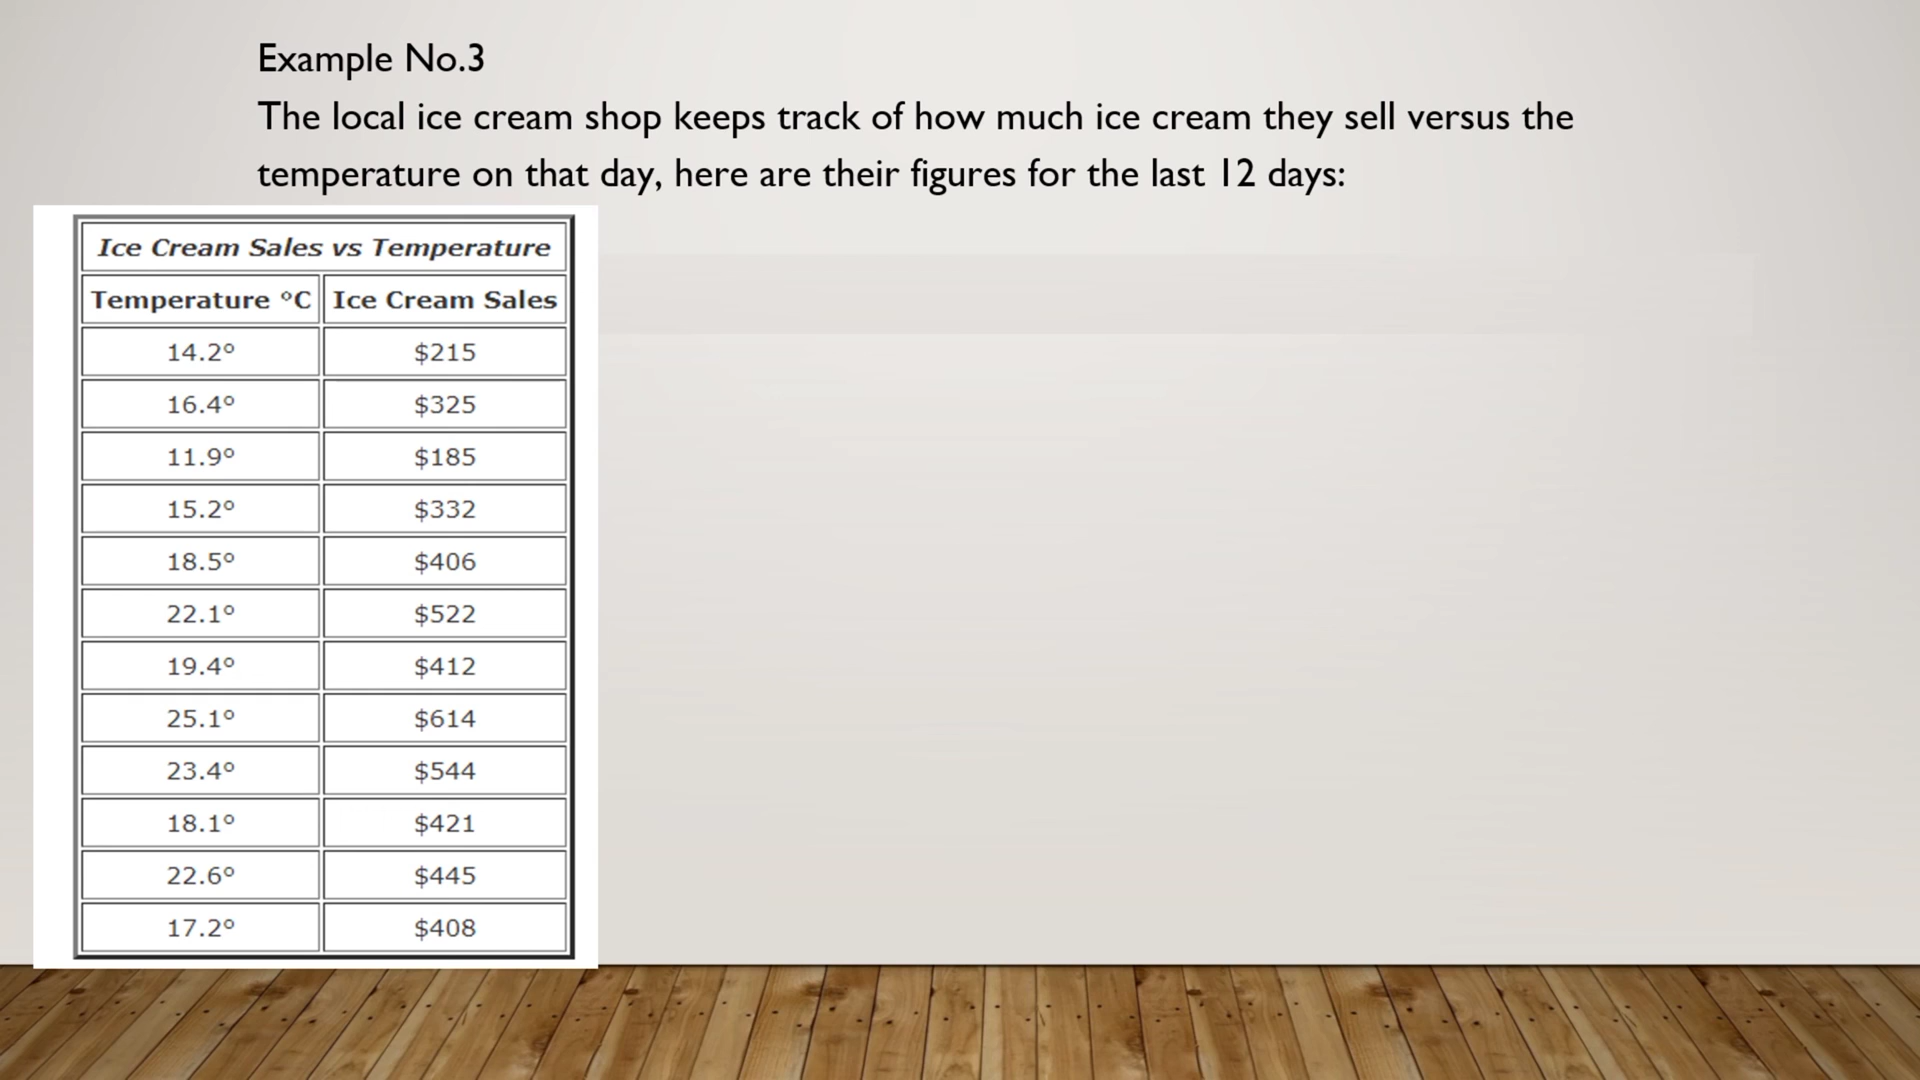 Example No.3
The local ice cream shop keeps track of how much ice cream they sell versus the
temperature on that day, here are their figures for the last 12 days:
Ice Cream Sales vs Temperature
Temperature °C Ice Cream Sales
14.2° $215
16.4° $325
11.9° $185
15.2° $332
18.5° $406
22.1° $522
19.4° $412
25.1° $614
23.4° $544
18.1° $421
22.6° $445
17.2° $408